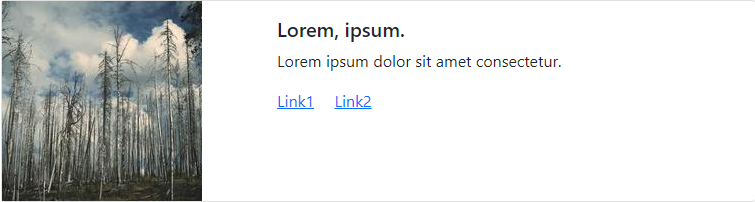 Lorem, ipsum.
Lorem ipsum dolor sit amet consectetur.
Link1 Link2